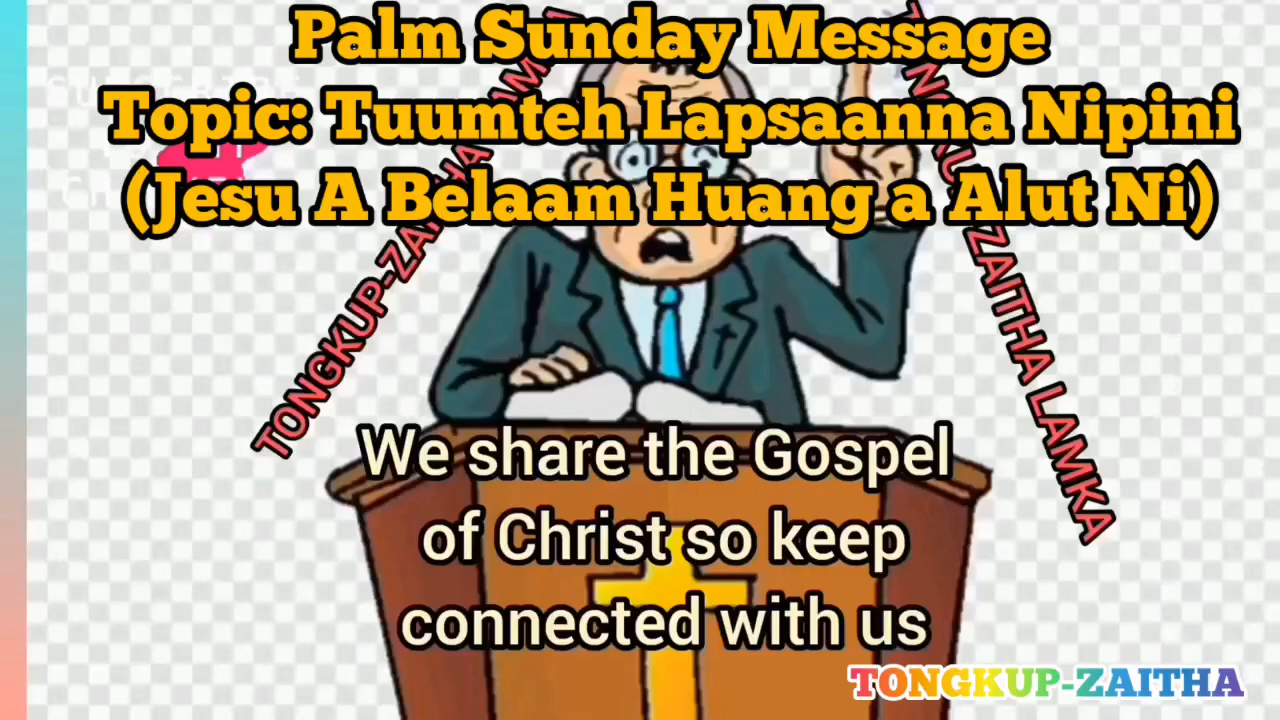 Palm Sunday Message
Topic: Tuumteh Lapsaanna Nipini
(Jesu A Belaam Huang a Alut Ni)
TONGKUP-ZAITHA LAMKA
We share the Gospel
of Christ so keep
connected with us
TONGKUP-ZAITHA